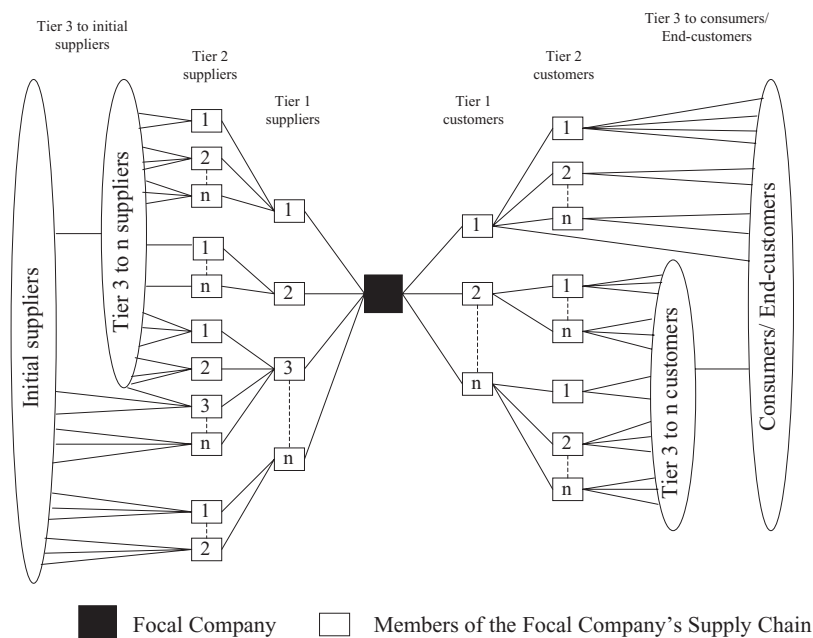 Tier 3 to initial
suppliers
Tier 2
suppliers
Tier 1
suppliers
Tier 1
customers
Tier 2
customers
Tier 3 to consumers/
End-customers
Initial suppliers
Tier 3 to n suppliers
1
2
n
1
n
1
2
3
n
1
2
1
2
3
n
1
2
n
1
2
n
1
n
1
2
n
Tier 3 to n customers
Consumers/ End-customers
Focal Company
Members of the Focal Company’s Supply Chain